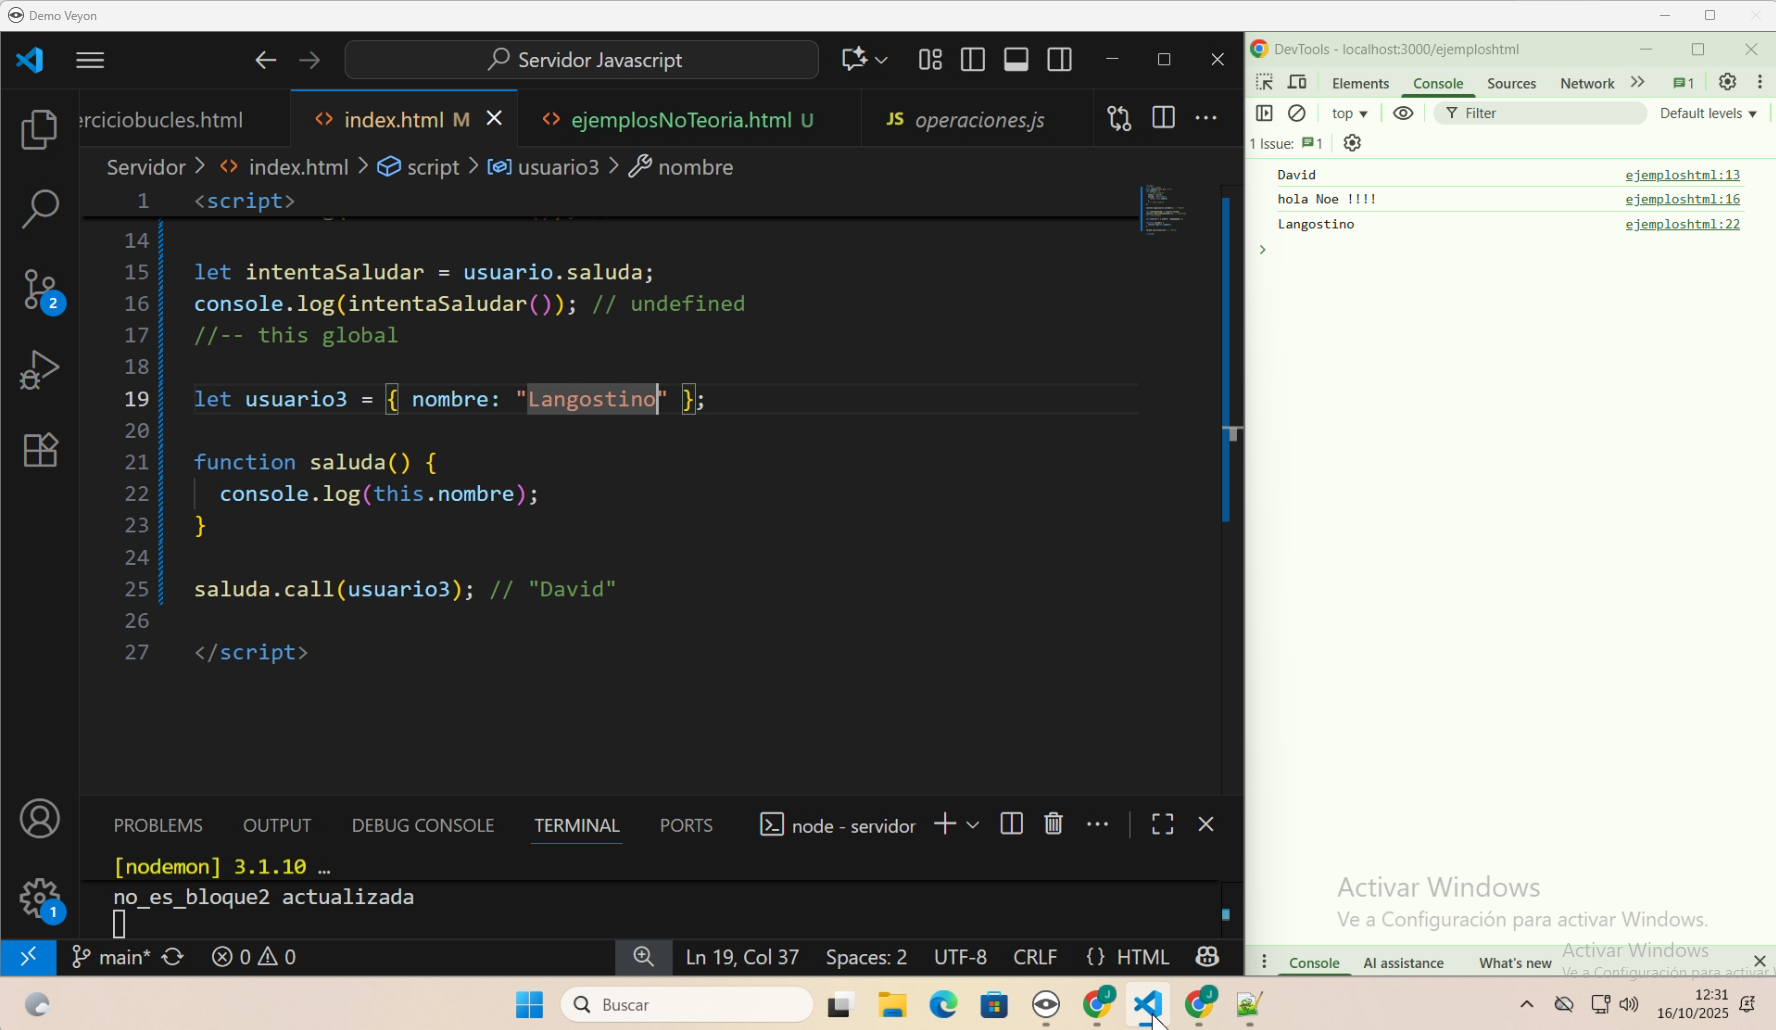 Demo Veyon
Servidor Javascript
erciciobucles.html
index.html M
ejemplosNoTeoria.html U
JS operaciones.js
Servidor > index.html > script > usuario3 > nombre
1 <script>
14
15 let intentaSaludar = usuario.saluda;
16 console.log(intentaSaludar()); // undefined
17 //-- this global
18
19 let usuario3 = { nombre: "Langostino" };
20
21 function saluda() {
22 console.log(this.nombre);
23 }
24
25 saluda.call(usuario3); // "David"
26
27 </script>
2
1
PROBLEMS OUTPUT DEBUG CONSOLE TERMINAL PORTS
node - servidor
[nodemon] 3.1.10 …
no_es_bloque2 actualizada
main* 0 0
Ln 19, Col 37 Spaces: 2 UTF-8 CRLF {} HTML
DevTools - localhost:3000/ejemploshtml
Elements Console Sources Network 1
top Filter Default levels
1 Issue: 1
David ejemploshtml:13
hola Noe !!!! ejemploshtml:16
Langostino ejemploshtml:22
Activar Windows
Ve a Configuración para activar Windows.
Activar Windows
Ve a Configuración para activar
Console AI assistance What's new
Buscar
J
J
12:31
16/10/2025